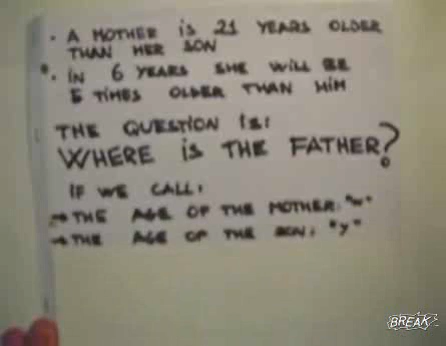 • A MOTHER IS 21 YEARS OLDER
THAN HER SON
• IN 6 YEARS SHE WILL BE
5 TIMES OLDER THAN HIM
THE QUESTION IS:
WHERE IS THE FATHER?
IF WE CALL:
→ THE AGE OF THE MOTHER: "x"
→ THE AGE OF THE SON: "y"
BREAK